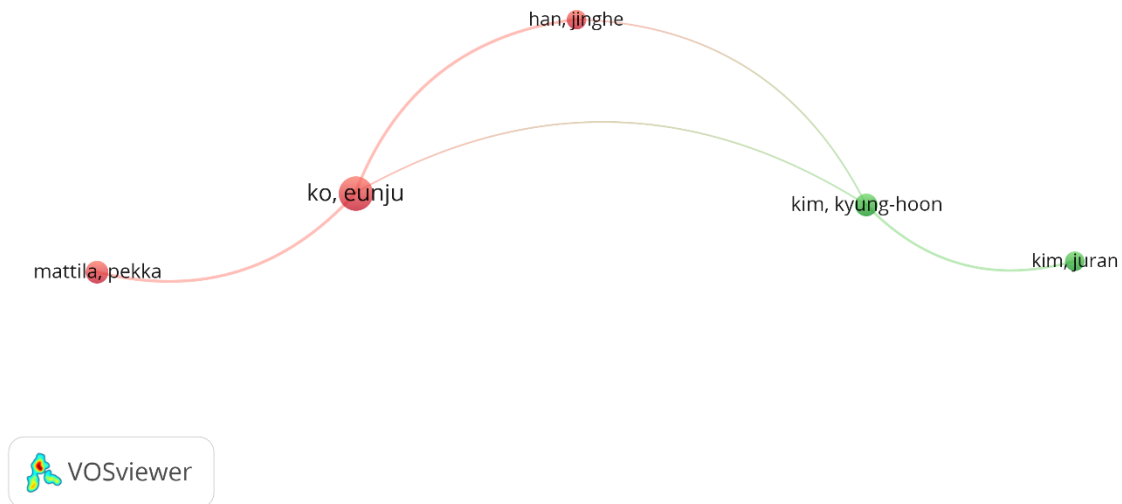 han, jinghe
ko, eunju
kim, kyung-hoon
kim, juran
mattila, pekka
VOSviewer